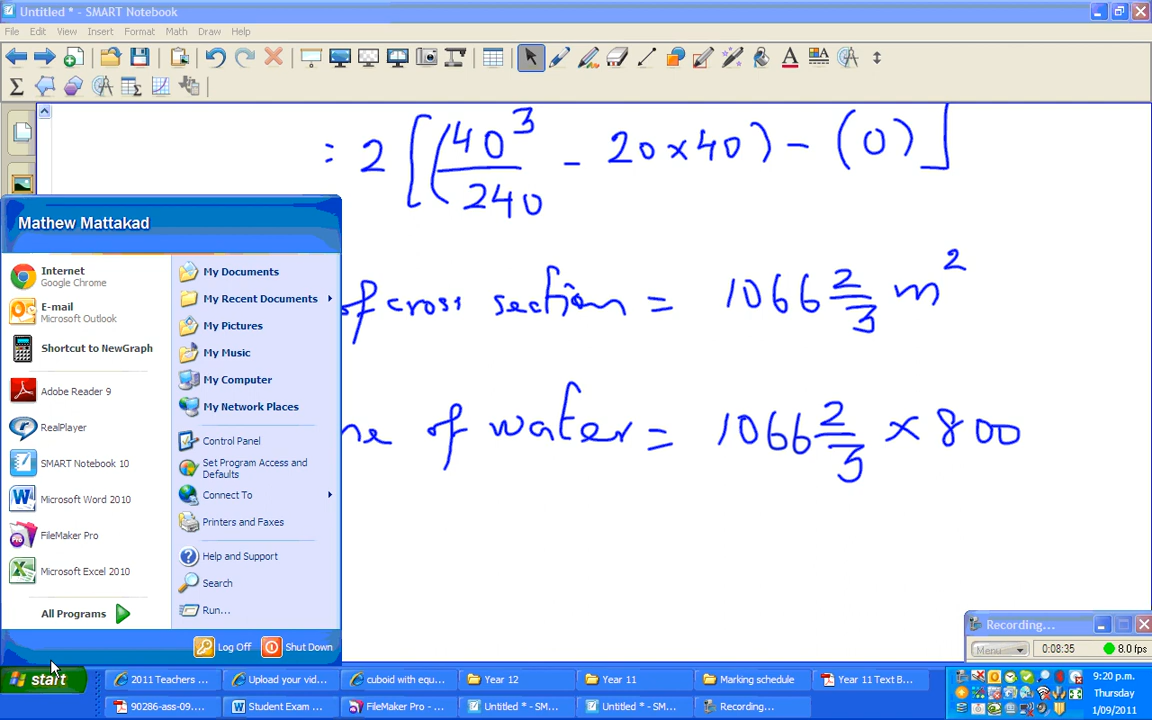 Untitled * - SMART Notebook
File Edit View Insert Format Math Draw Help
= 2 [(40³/240 - 20×40) - (0)]
of cross section = 1066 2/3 m²
me of water = 1066 2/3 × 800
Mathew Mattakad
Internet
Google Chrome
E-mail
Microsoft Outlook
Shortcut to NewGraph
Adobe Reader 9
RealPlayer
SMART Notebook 10
Microsoft Word 2010
FileMaker Pro
Microsoft Excel 2010
All Programs
My Documents
My Recent Documents
My Pictures
My Music
My Computer
My Network Places
Control Panel
Set Program Access and
Defaults
Connect To
Printers and Faxes
Help and Support
Search
Run...
Log Off Shut Down
Recording...
Menu 0:08:35 8.0 fps
start 2011 Teachers ... Upload your vid... cuboid with equ... Year 12 Year 11 Marking schedule Year 11 Text B... 9:20 p.m.
Thursday
90286-ass-09.... Student Exam ... FileMaker Pro - ... Untitled * - SM... Untitled * - SM... Recording... 1/09/2011